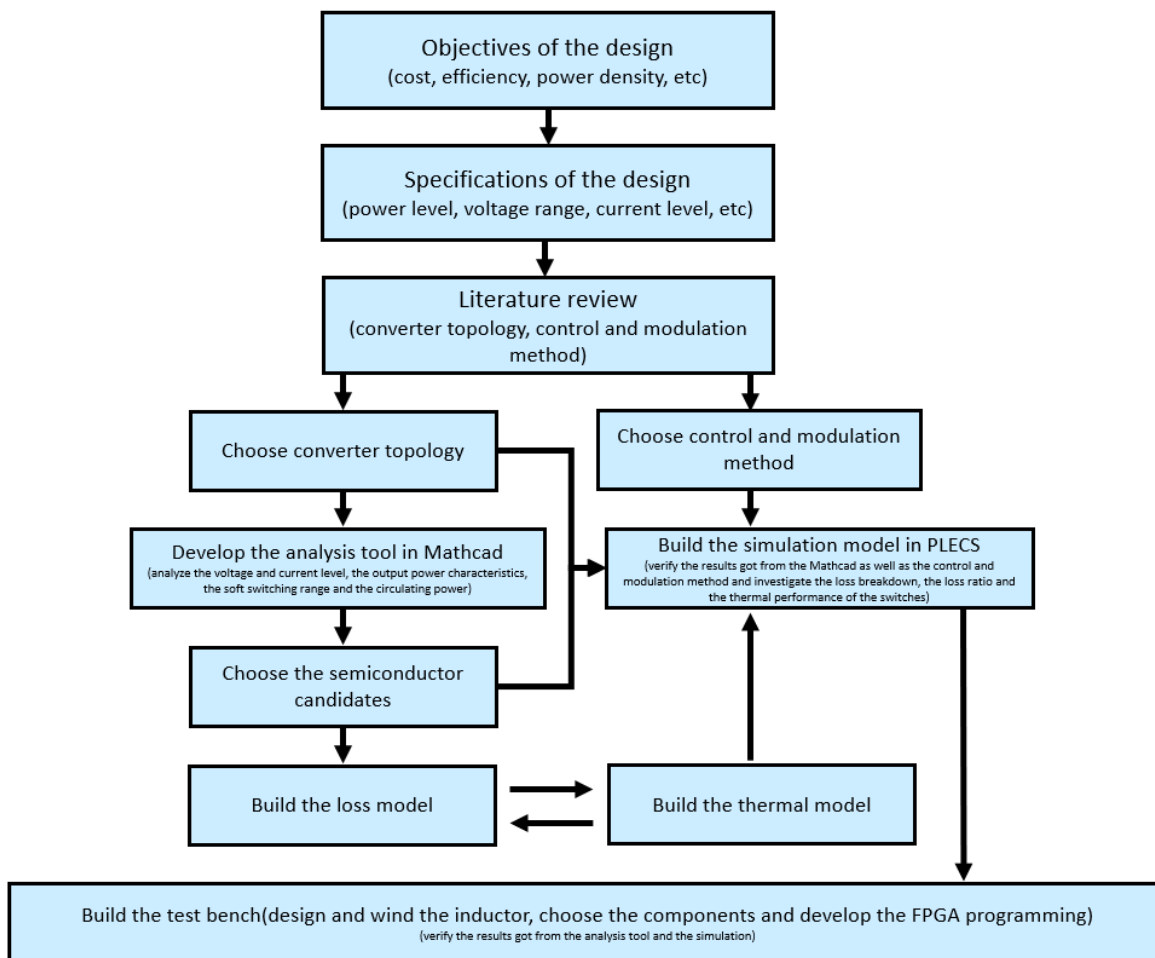 Objectives of the design
(cost, efficiency, power density, etc)
Specifications of the design
(power level, voltage range, current level, etc)
Literature review
(converter topology, control and modulation
method)
Choose converter topology
Choose control and modulation
method
Develop the analysis tool in Mathcad
(analyze the voltage and current level, the output power characteristics,
the soft switching range and the circulating power)
Build the simulation model in PLECS
(verify the results got from the Mathcad as well as the control and
modulation method and investigate the loss breakdown, the loss ratio and
the thermal performance of the switches)
Choose the semiconductor
candidates
Build the loss model
Build the thermal model
Build the test bench(design and wind the inductor, choose the components and develop the FPGA programming)
(verify the results got from the analysis tool and the simulation)